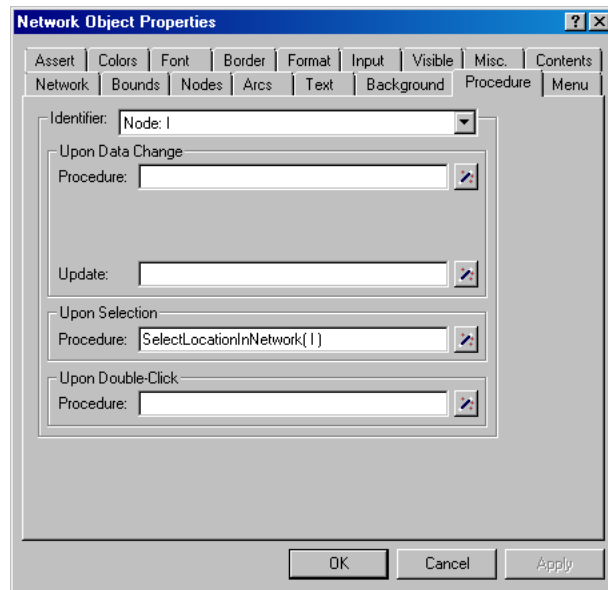 Network Object Properties
Assert Colors Font Border Format Input Visible Misc. Contents
Network Bounds Nodes Arcs Text Background Procedure Menu
Identifier: Node: l
Upon Data Change
Procedure:
Update:
Upon Selection
Procedure: SelectLocationInNetwork( l )
Upon Double-Click
Procedure:
OK Cancel Apply